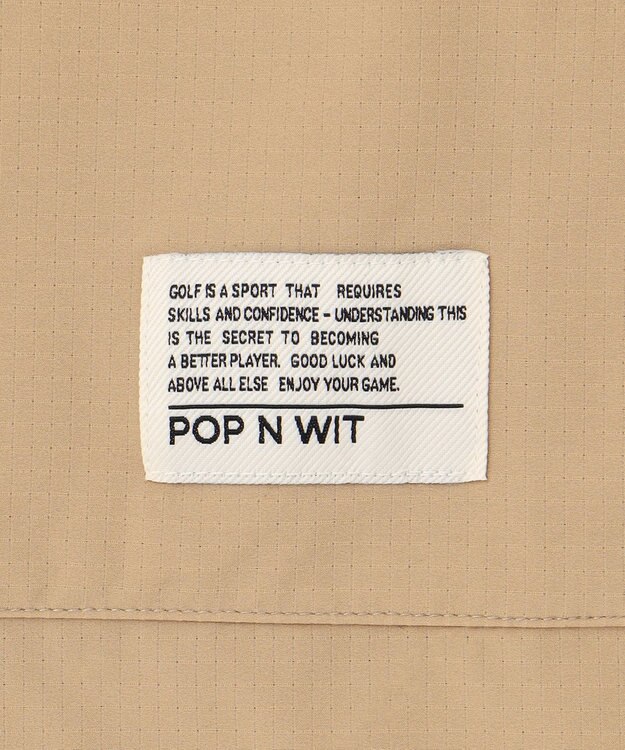 GOLF IS A SPORT THAT REQUIRES
SKILLS AND CONFIDENCE – UNDERSTANDING THIS
IS THE SECRET TO BECOMING
A BETTER PLAYER. GOOD LUCK AND
ABOVE ALL ELSE ENJOY YOUR GAME.
POP N WIT